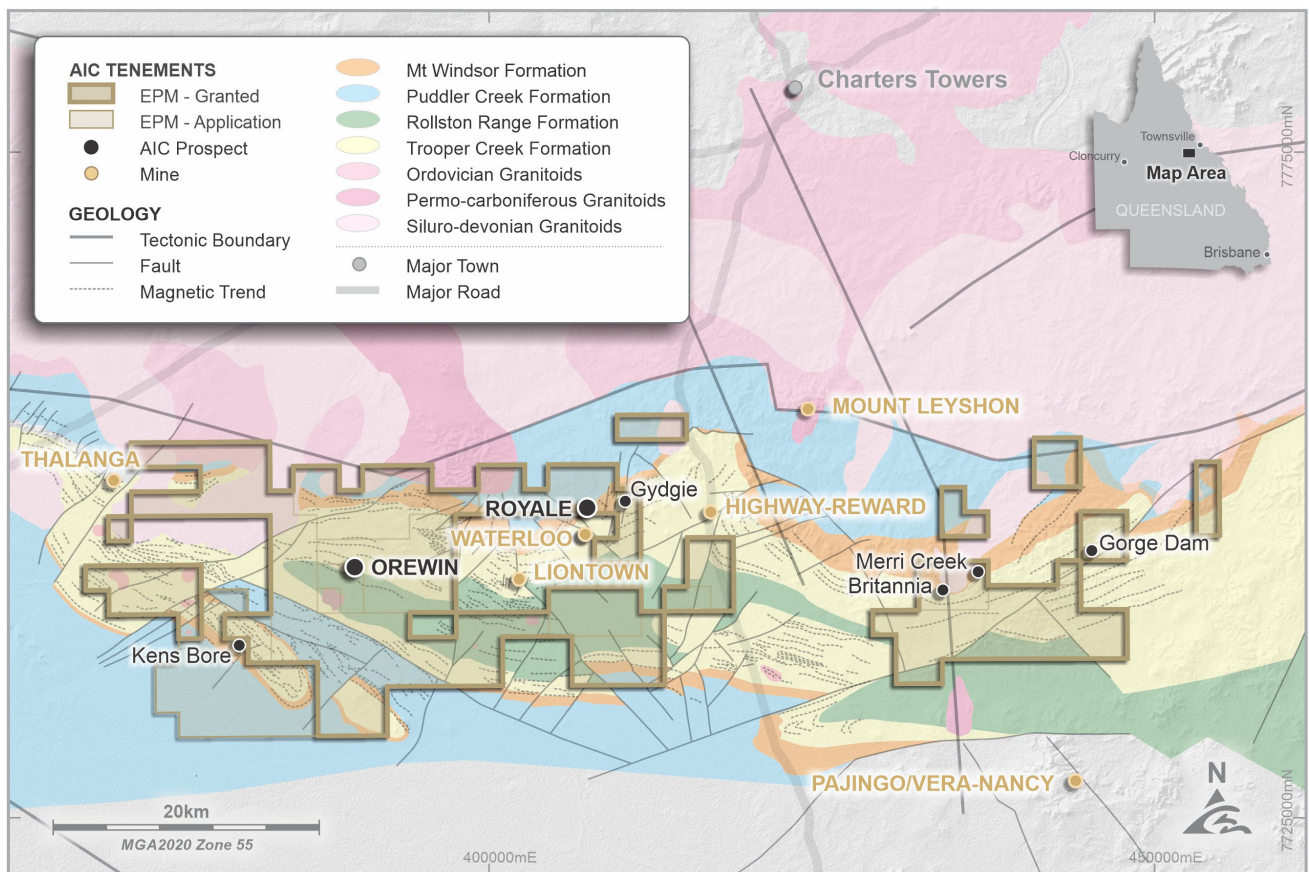 AIC TENEMENTS
EPM - Granted
EPM - Application
AIC Prospect
Mine
GEOLOGY
Tectonic Boundary
Fault
Magnetic Trend
Mt Windsor Formation
Puddler Creek Formation
Rollston Range Formation
Trooper Creek Formation
Ordovician Granitoids
Permo-carboniferous Granitoids
Siluro-devonian Granitoids
Major Town
Major Road
Charters Towers
Townsville
Cloncurry
Map Area
QUEENSLAND
Brisbane
7775000mN
MOUNT LEYSHON
THALANGA
Gydgie
ROYALE
HIGHWAY-REWARD
WATERLOO
Gorge Dam
Merri Creek
OREWIN
LIONTOWN
Britannia
Kens Bore
PAJINGO/VERA-NANCY
N
20km
MGA2020 Zone 55
400000mE
450000mE
7725000mN